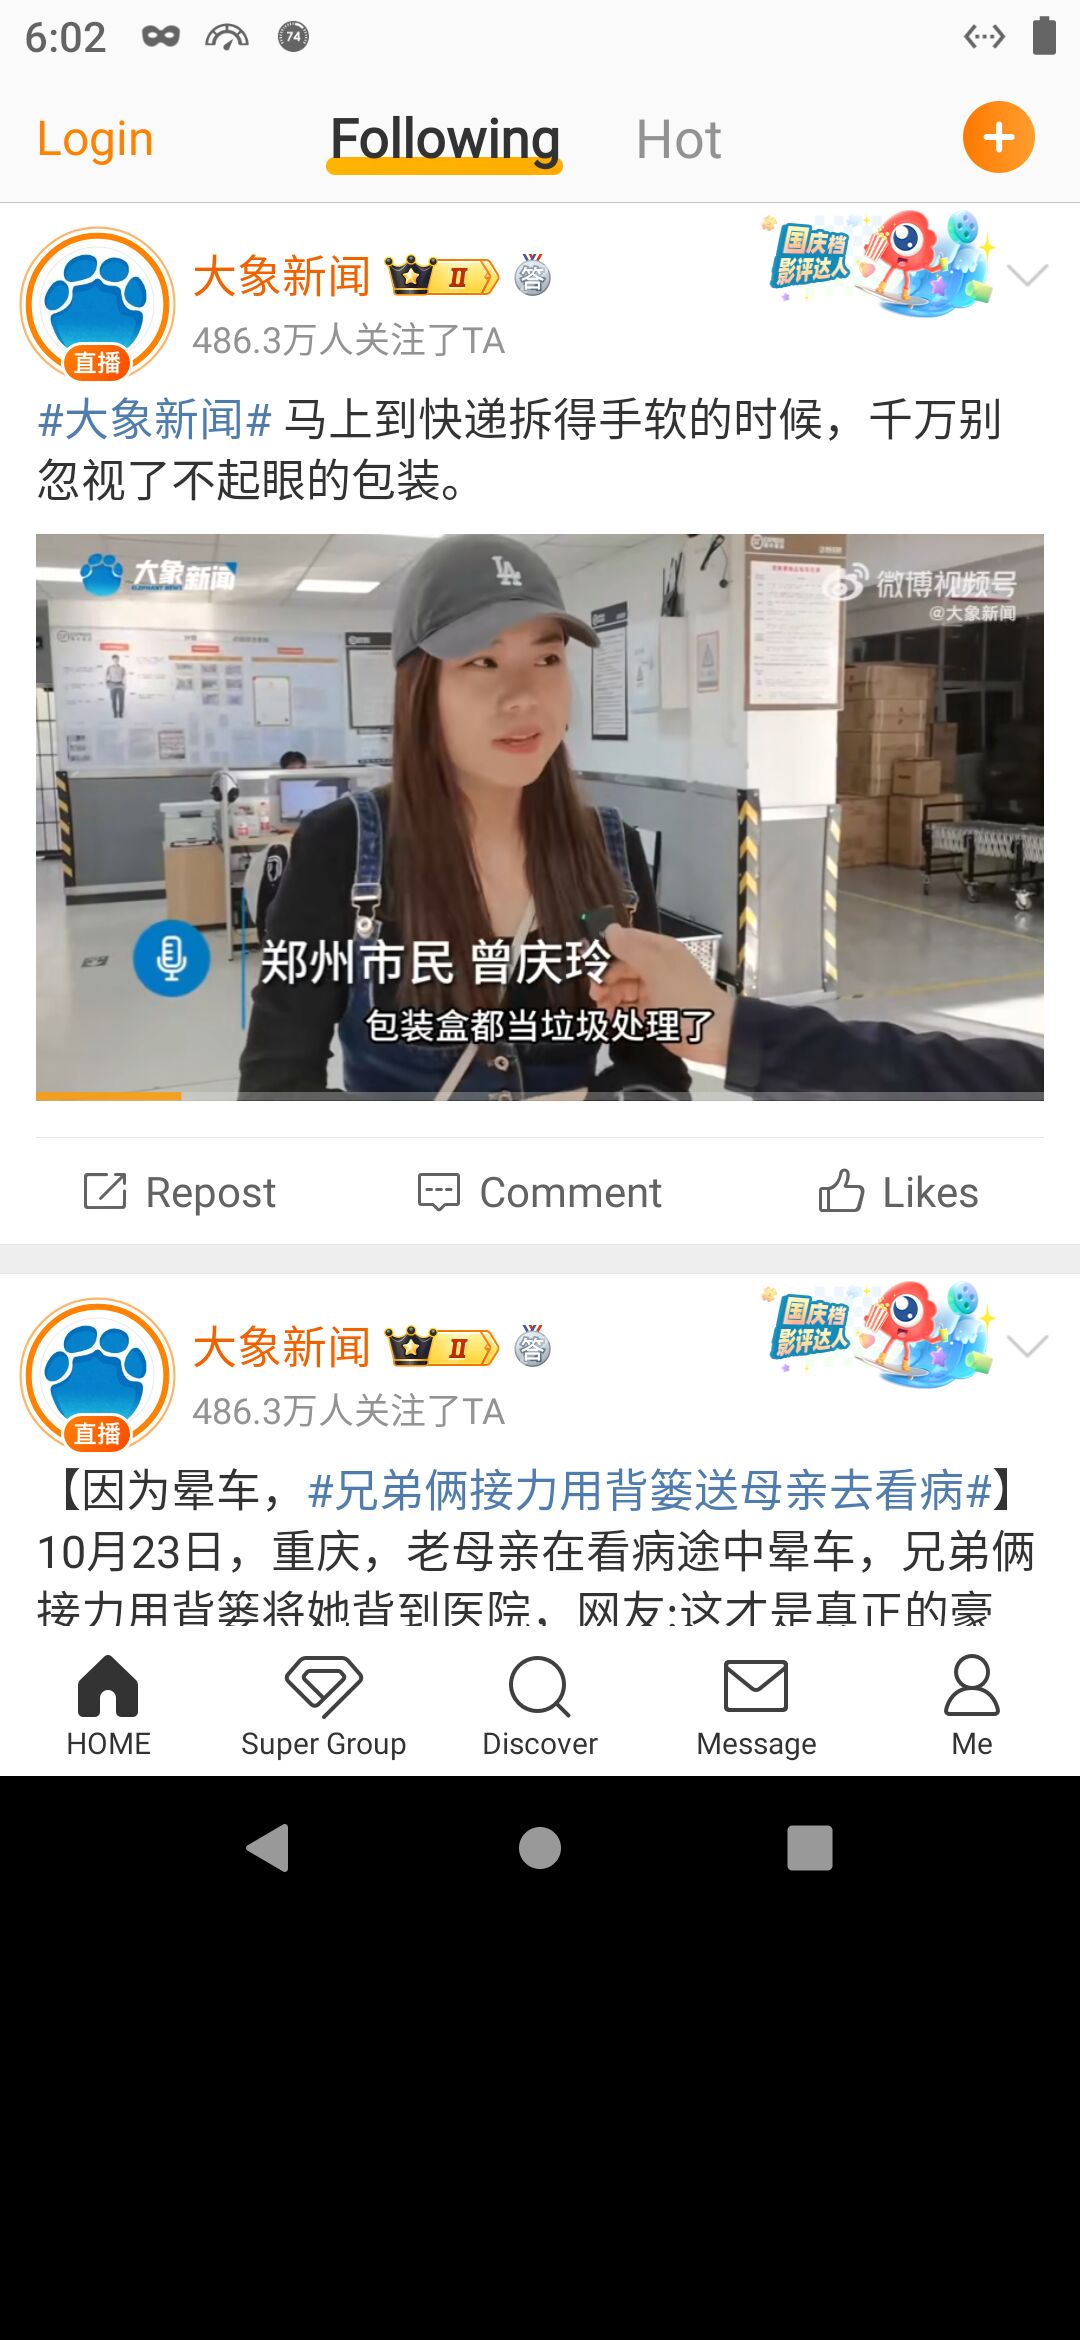 6:02
74
Login
Following
Hot
国庆档
影评达人
大象新闻
II
答
486.3万人关注了TA
直播
#大象新闻# 马上到快递拆得手软的时候，千万别
忽视了不起眼的包装。
大象新闻
ELEPHANT NEWS
微博视频号
@大象新闻
LA
郑州市民 曾庆玲
包装盒都当垃圾处理了
Repost
Comment
Likes
国庆档
影评达人
大象新闻
II
答
486.3万人关注了TA
直播
【因为晕车，#兄弟俩接力用背篓送母亲去看病#】
10月23日，重庆，老母亲在看病途中晕车，兄弟俩
接力用背篓将她背到医院，网友:这才是真正的豪
HOME
Super Group
Discover
Message
Me